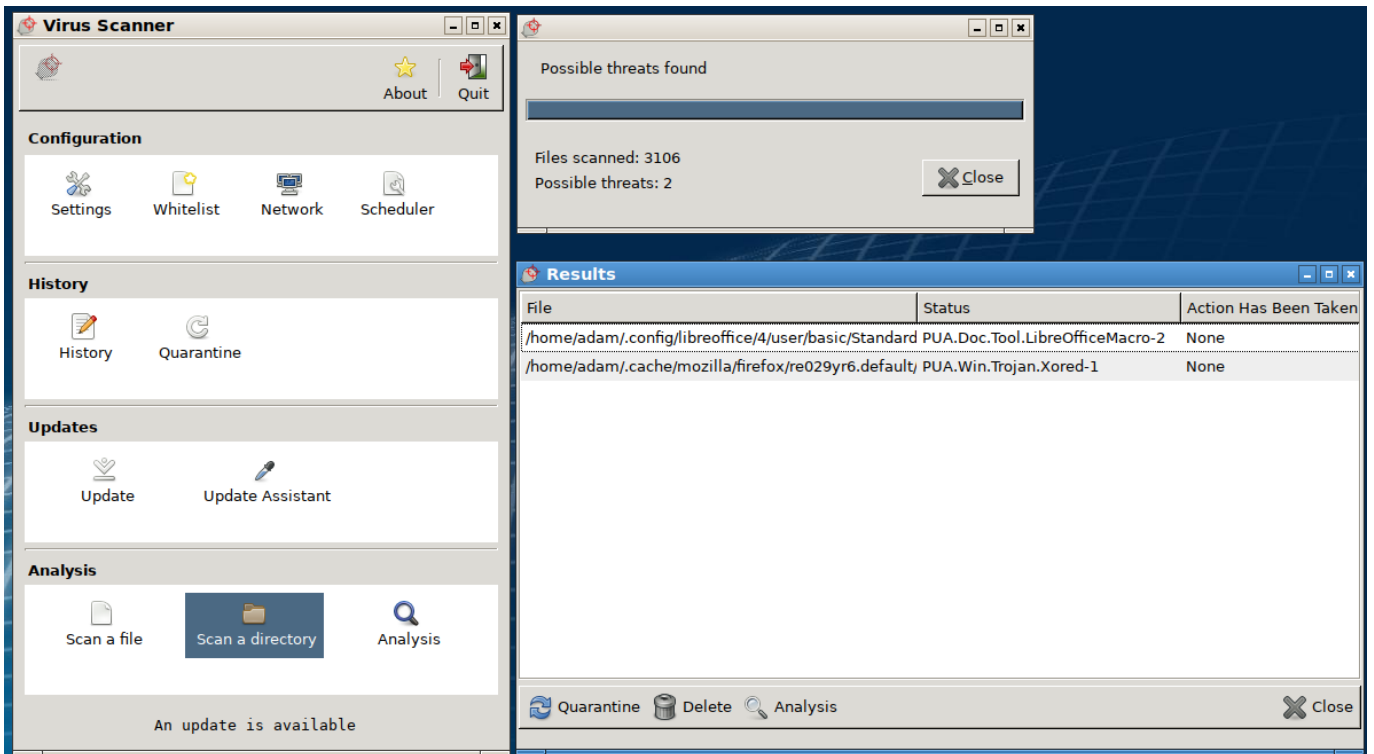 Virus Scanner
About
Quit
Configuration
Settings
Whitelist
Network
Scheduler
History
History
Quarantine
Updates
Update
Update Assistant
Analysis
Scan a file
Scan a directory
Analysis
An update is available
Possible threats found
Files scanned: 3106
Possible threats: 2
Close
Results
File Status Action Has Been Taken
/home/adam/.config/libreoffice/4/user/basic/Standard PUA.Doc.Tool.LibreOfficeMacro-2 None
/home/adam/.cache/mozilla/firefox/re029yr6.default/ PUA.Win.Trojan.Xored-1 None
Quarantine Delete Analysis Close